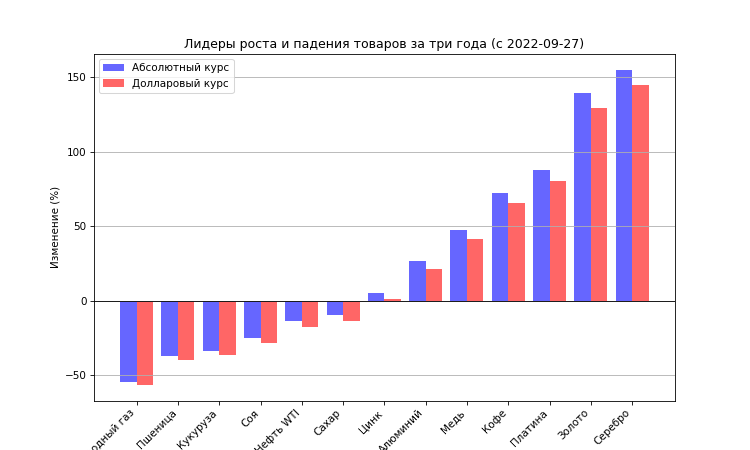 Лидеры роста и падения товаров за три года (с 2022-09-27)
Абсолютный курс
Долларовый курс
Изменение (%)
150
100
50
0
−50
газ
Пшеница
Кукуруза
Соя
Нефть WTI
Сахар
Цинк
Алюминий
Медь
Кофе
Платина
Золото
Серебро